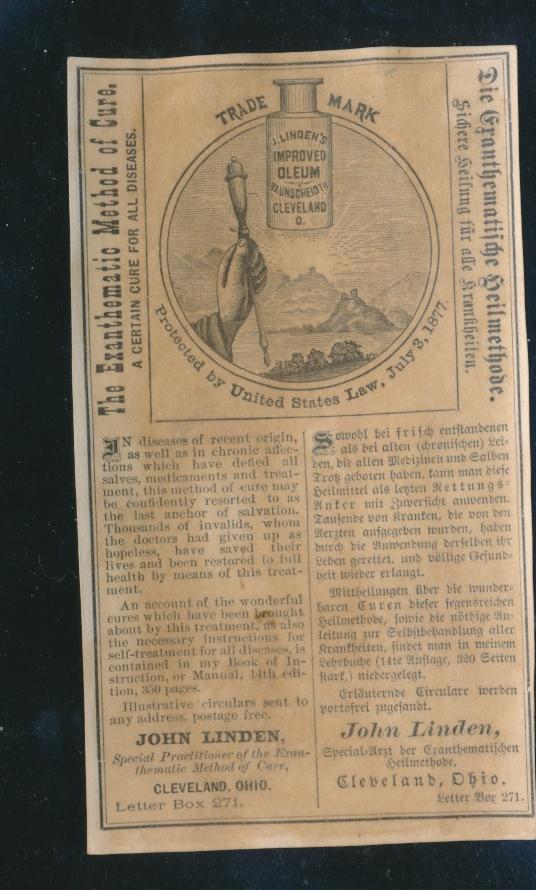 The Exanthematic Method of Cure.
A CERTAIN CURE FOR ALL DISEASES.
TRADE MARK
J. LINDEN'S
IMPROVED
OLEUM
BAUNSCHEIDTII
CLEVELAND
O.
Protected by United States Law, July 3, 1877.
Die Exanthematische Heilmethode.
Sichere Heilung für alle Krankheiten.
IN diseases of recent origin,
as well as in chronic affec-
tions which have defied all
salves, medicaments and treat-
ment, this method of cure may
be confidently resorted to as
the last anchor of salvation.
Thousands of invalids, whom
the doctors had given up as
hopeless, have saved their
lives and been restored to full
health by means of this treat-
ment.
An account of the wonderful
cures which have been brought
about by this treatment, as also
the necessary instructions for
self-treatment for all diseases, is
contained in my Book of In-
struction, or Manual, 14th edi-
tion, 350 pages.
Illustrative circulars sent to
any address, postage free.
JOHN LINDEN,
Special Practitioner of the Exan-
thematic Method of Cure,
CLEVELAND, OHIO.
Letter Box 271.
Sowohl bei frisch entstandenen
als bei alten (chronischen) Lei-
den, die allen Medizinen und Salben
Trotz geboten haben, kann man diese
Heilmittel als letzten Rettungs-
Anker mit Zuversicht anwenden.
Tausende von Kranken, die von den
Aerzten aufgegeben wurden, haben
durch die Anwendung derselben ihr
Leben gerettet, und völlige Gesund-
heit wieder erlangt.
Mittheilungen über die wunder-
baren Curen dieser segensreichen
Heilmethode, sowie die nöthige An-
leitung zur Selbstbehandlung aller
Krankheiten, findet man in meinem
Lehrbuche (14te Auflage, 320 Seiten
stark,) niedergelegt.
Erläuternde Circulare werden
portofrei zugesandt.
John Linden,
Special-Arzt der Exanthematischen
Heilmethode,
Cleveland, Ohio.
Letter Box 271.